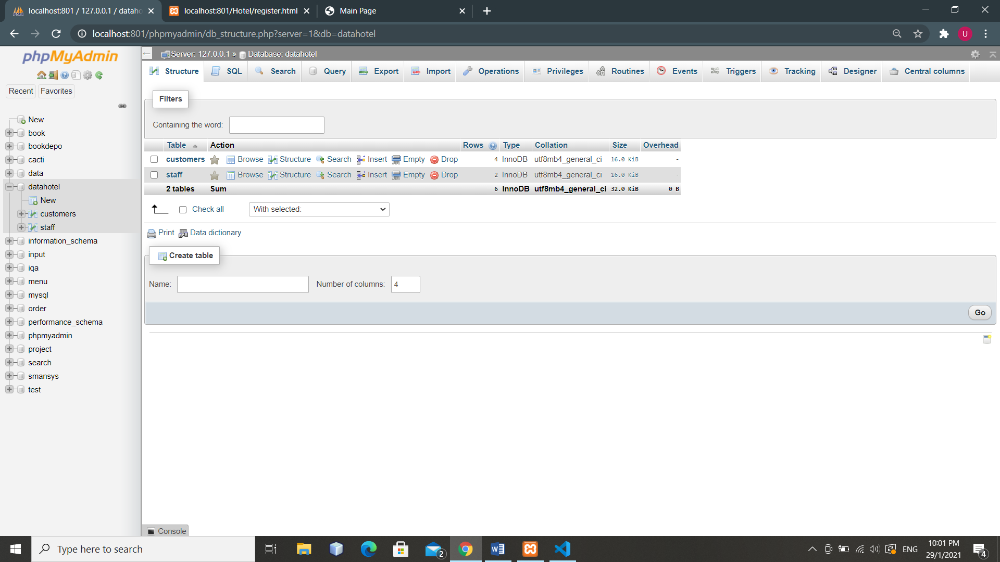 localhost:801 / 127.0.0.1 / dataho
localhost:801/Hotel/register.html
Main Page
localhost:801/phpmyadmin/db_structure.php?server=1&db=datahotel
U
phpMyAdmin
Recent
Favorites
New
book
bookdepo
cacti
data
datahotel
New
customers
staff
information_schema
input
iqa
menu
mysql
order
performance_schema
phpmyadmin
project
search
smansys
test
Server: 127.0.0.1 » Database: datahotel
Structure SQL Search Query Export Import Operations Privileges Routines Events Triggers Tracking Designer Central columns
Filters
Containing the word:
Table Action Rows Type Collation Size Overhead
customers Browse Structure Search Insert Empty Drop 4 InnoDB utf8mb4_general_ci 16.0 KiB -
staff Browse Structure Search Insert Empty Drop 2 InnoDB utf8mb4_general_ci 16.0 KiB -
2 tables Sum 6 InnoDB utf8mb4_general_ci 32.0 KiB 0 B
Check all With selected:
Print Data dictionary
Create table
Name: Number of columns: 4
Go
Console
Type here to search
2
ENG
10:01 PM
29/1/2021
4